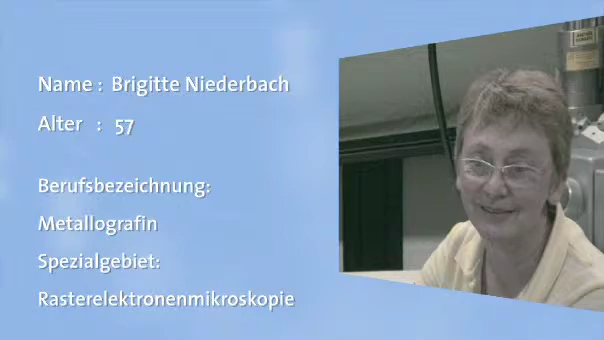 Name : Brigitte Niederbach
Alter : 57
Berufsbezeichnung:
Metallografin
Spezialgebiet:
Rasterelektronenmikroskopie